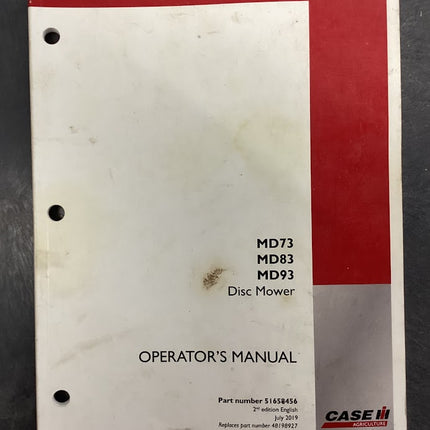 MD73
MD83
MD93
Disc Mower
OPERATOR'S MANUAL
Part number 51658456
2nd edition English
July 2019
Replaces part number 48198927
CASE IH
AGRICULTURE